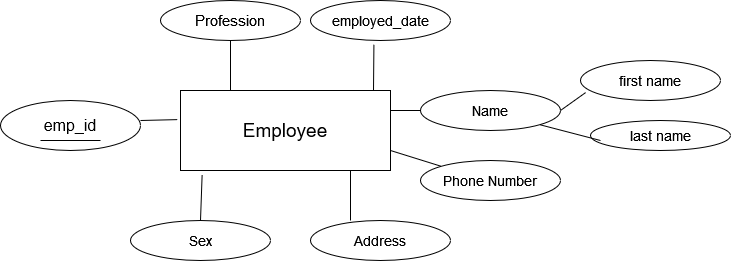 Profession
employed_date
first name
Name
emp_id
Employee
last name
Phone Number
Sex
Address